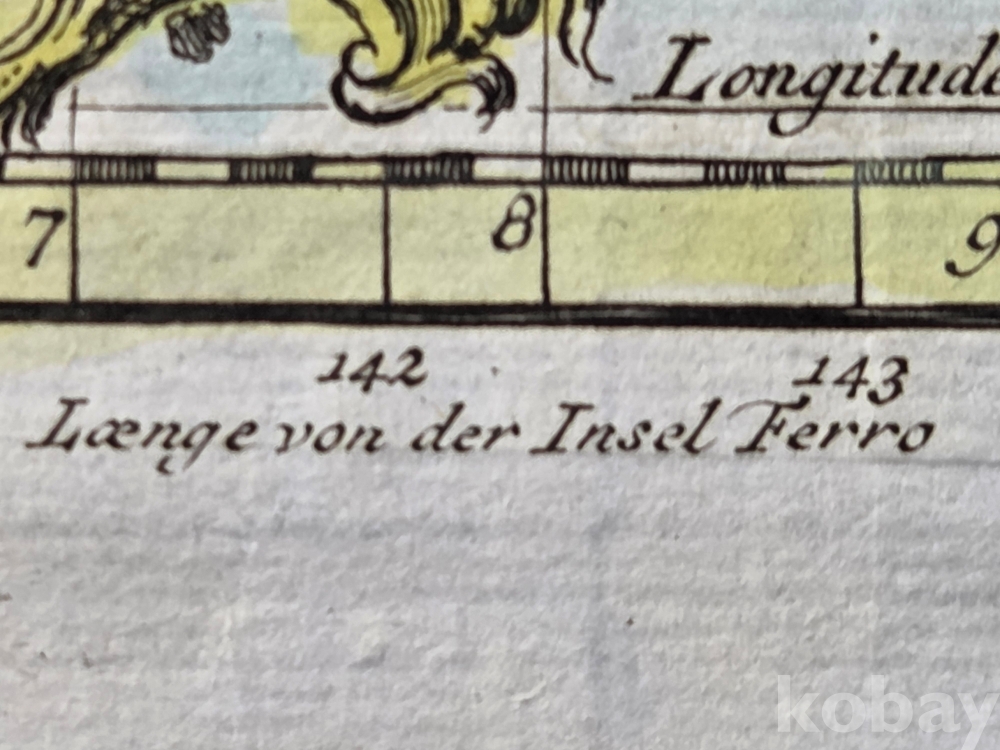 Longitude
7 8 9
142 143
Længe von der Insel Ferro
kobay